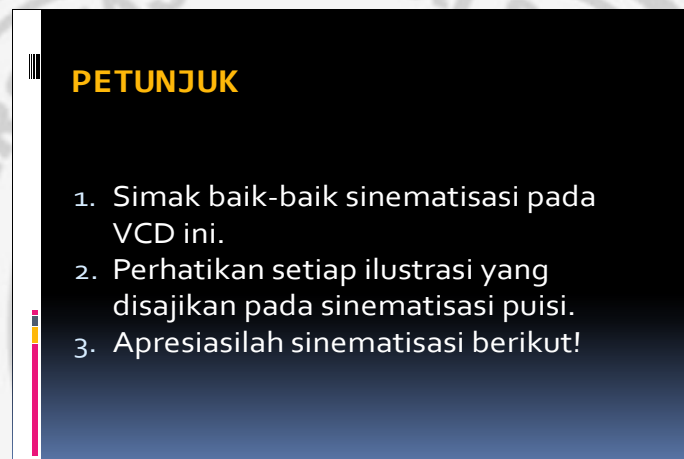 PETUNJUK
1. Simak baik-baik sinematisasi pada
VCD ini.
2. Perhatikan setiap ilustrasi yang
disajikan pada sinematisasi puisi.
3. Apresiasilah sinematisasi berikut!